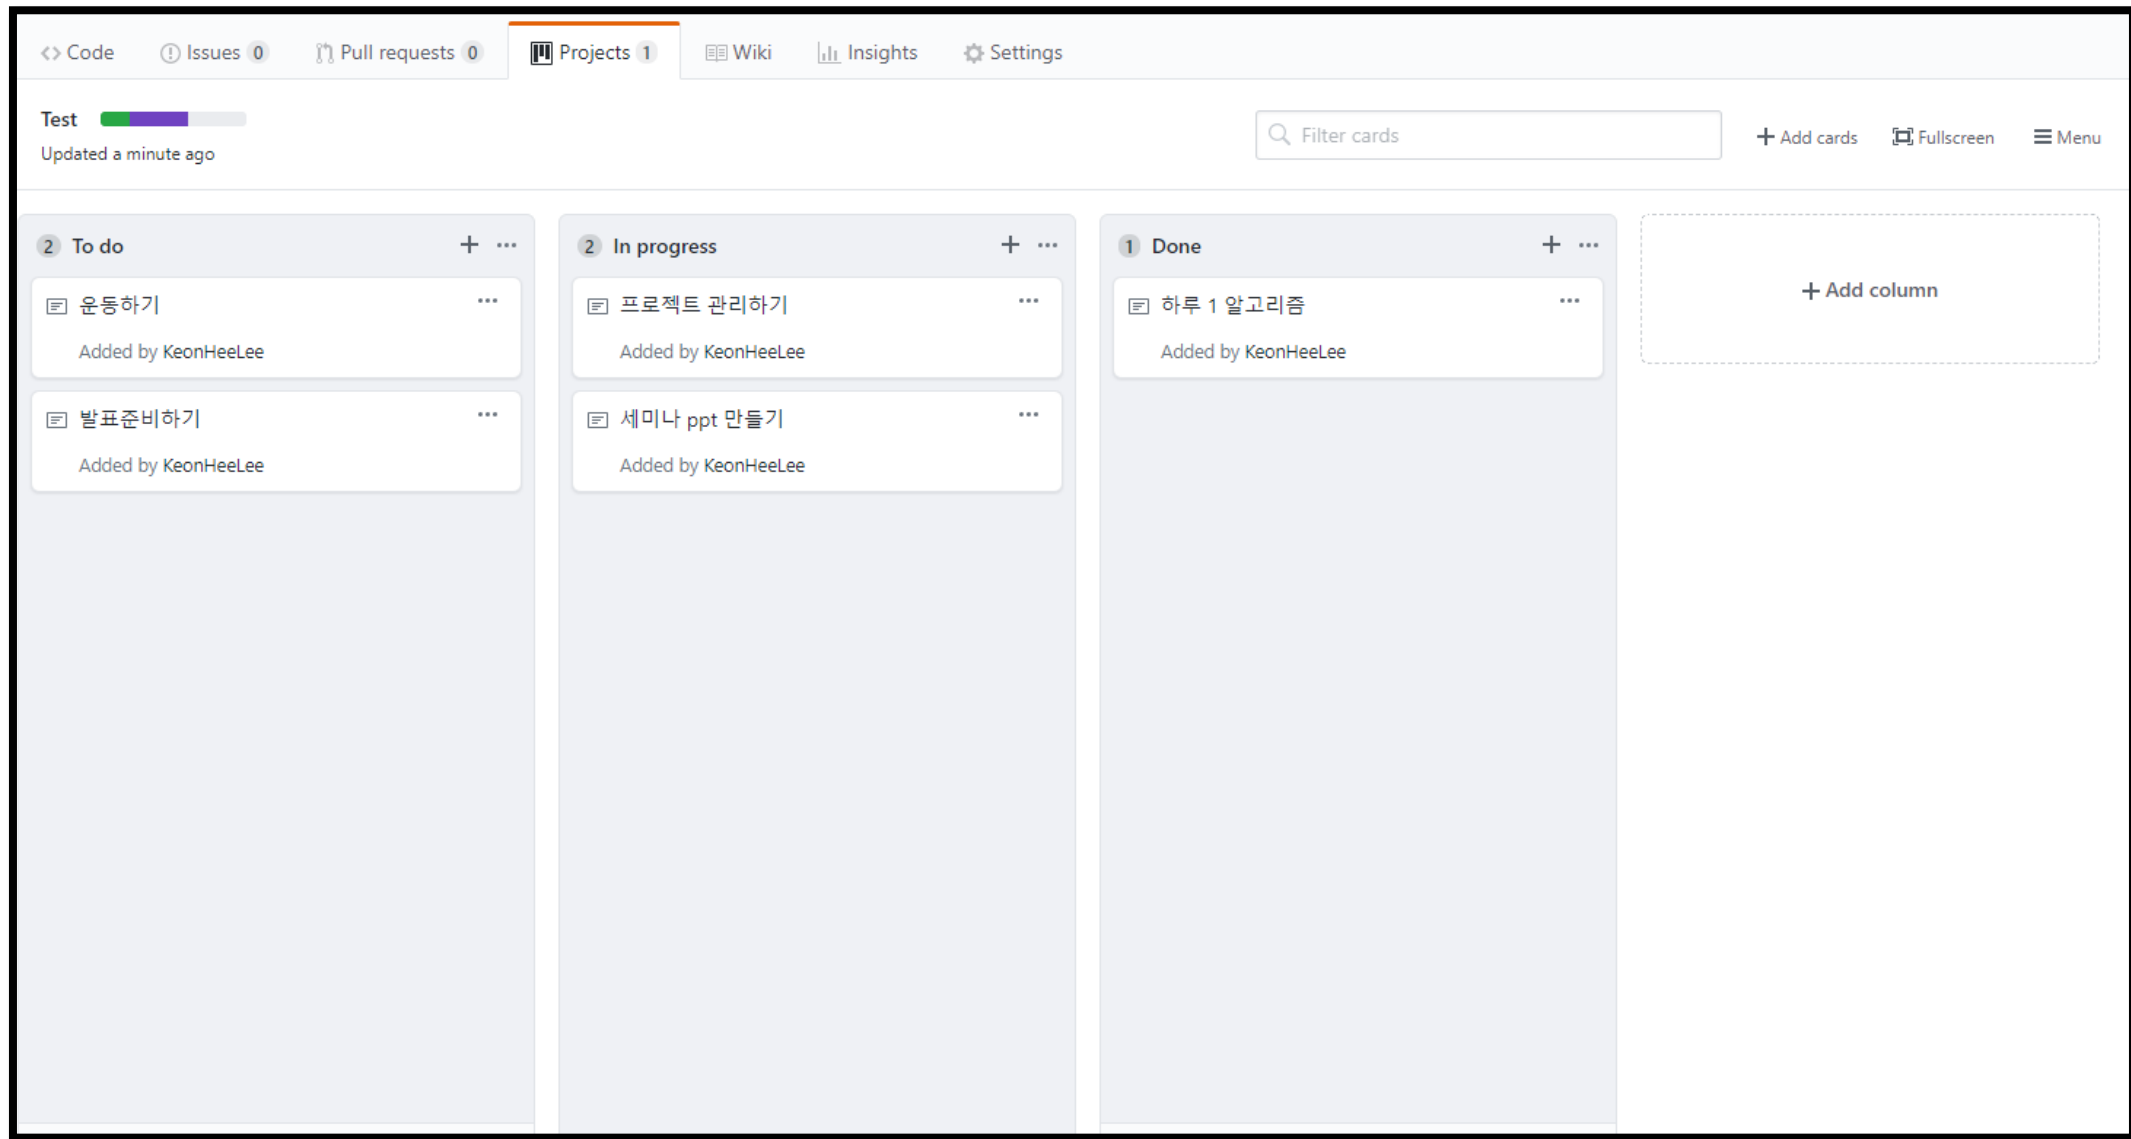 Code Issues 0 Pull requests 0 Projects 1 Wiki Insights Settings
Test
Updated a minute ago
Filter cards
Add cards Fullscreen Menu
2 To do
운동하기
Added by KeonHeeLee
발표준비하기
Added by KeonHeeLee
2 In progress
프로젝트 관리하기
Added by KeonHeeLee
세미나 ppt 만들기
Added by KeonHeeLee
1 Done
하루 1 알고리즘
Added by KeonHeeLee
Add column